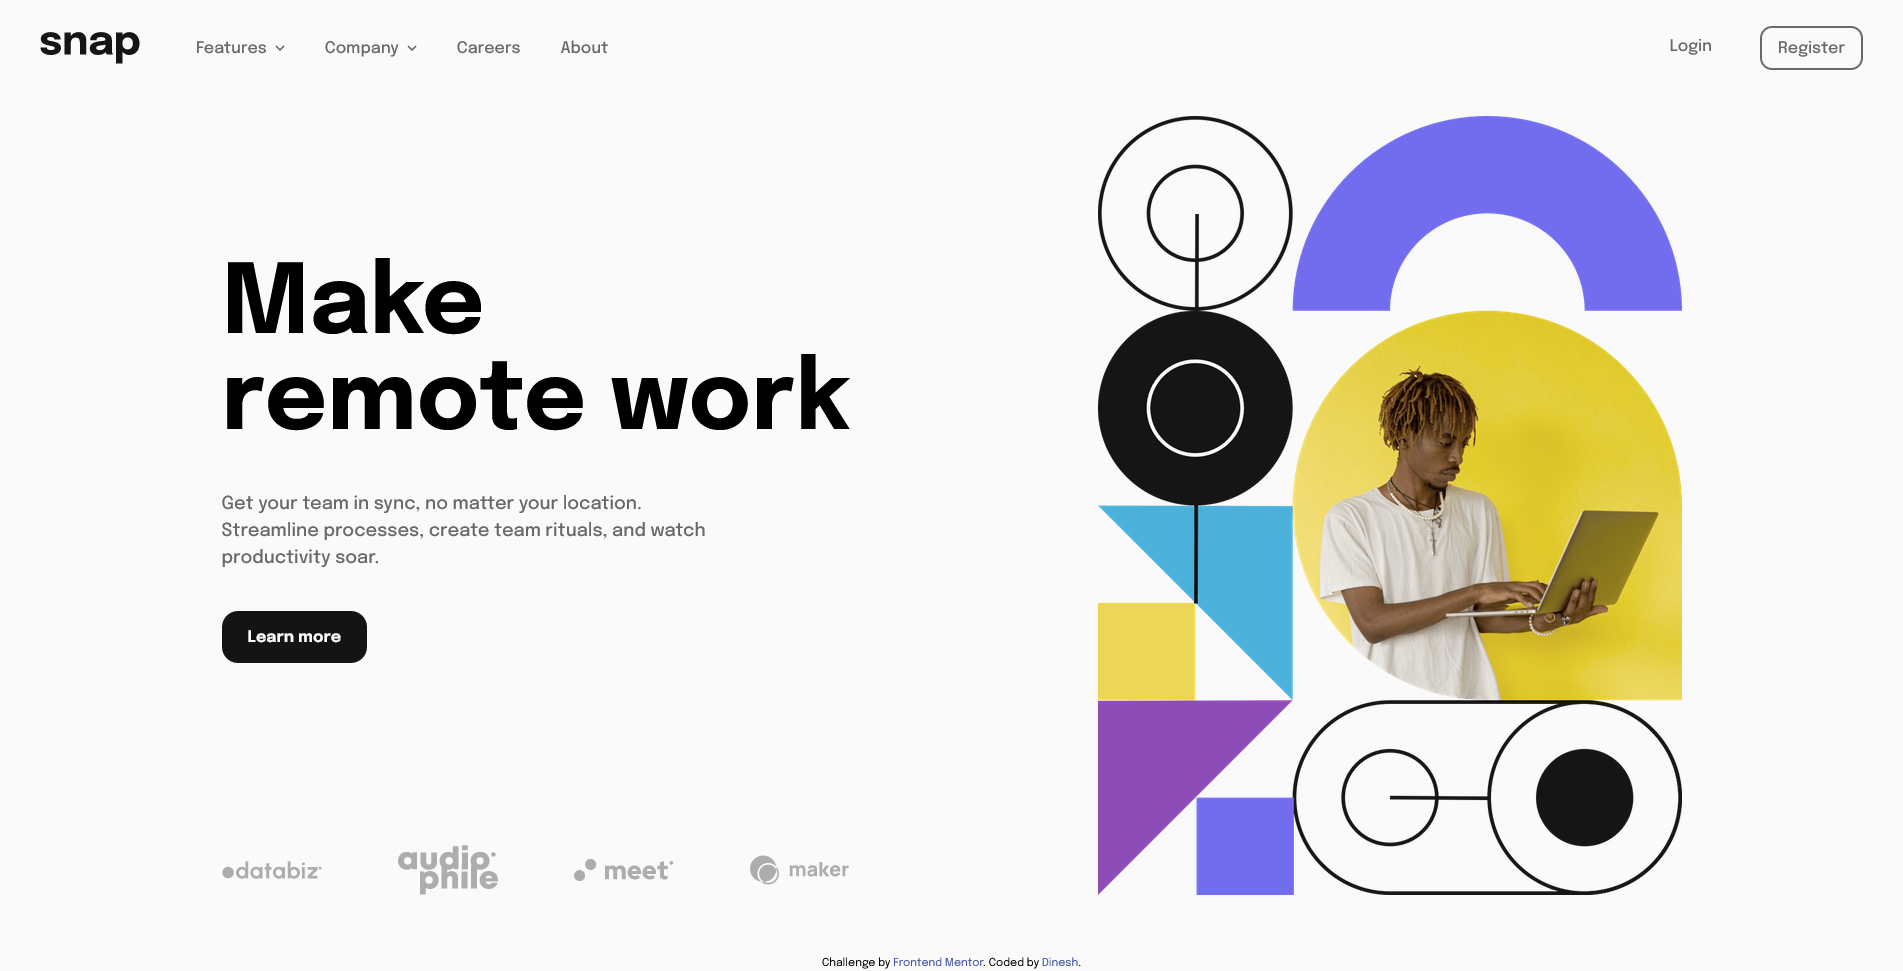 snap
Features
Company
Careers
About
Login
Register
Make
remote work
Get your team in sync, no matter your location.
Streamline processes, create team rituals, and watch
productivity soar.
Learn more
databiz
audio
phile
meet
maker
Challenge by Frontend Mentor. Coded by Dinesh.